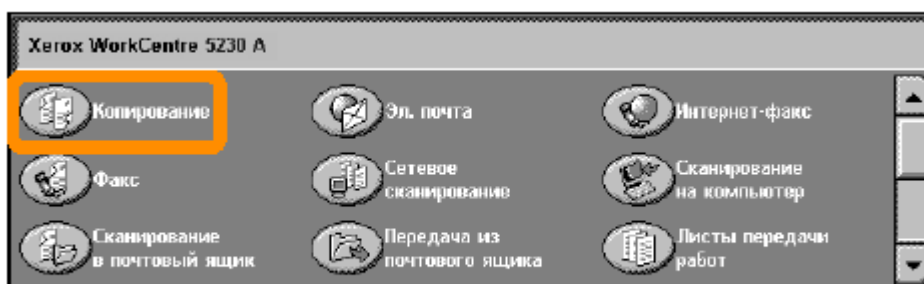 Xerox WorkCentre 5230 A
Копирование
Эл. почта
Интернет-факс
Факс
Сетевое
сканирование
Сканирование
на компьютер
Сканирование
в почтовый ящик
Передача из
почтового ящика
Листы передачи
работ